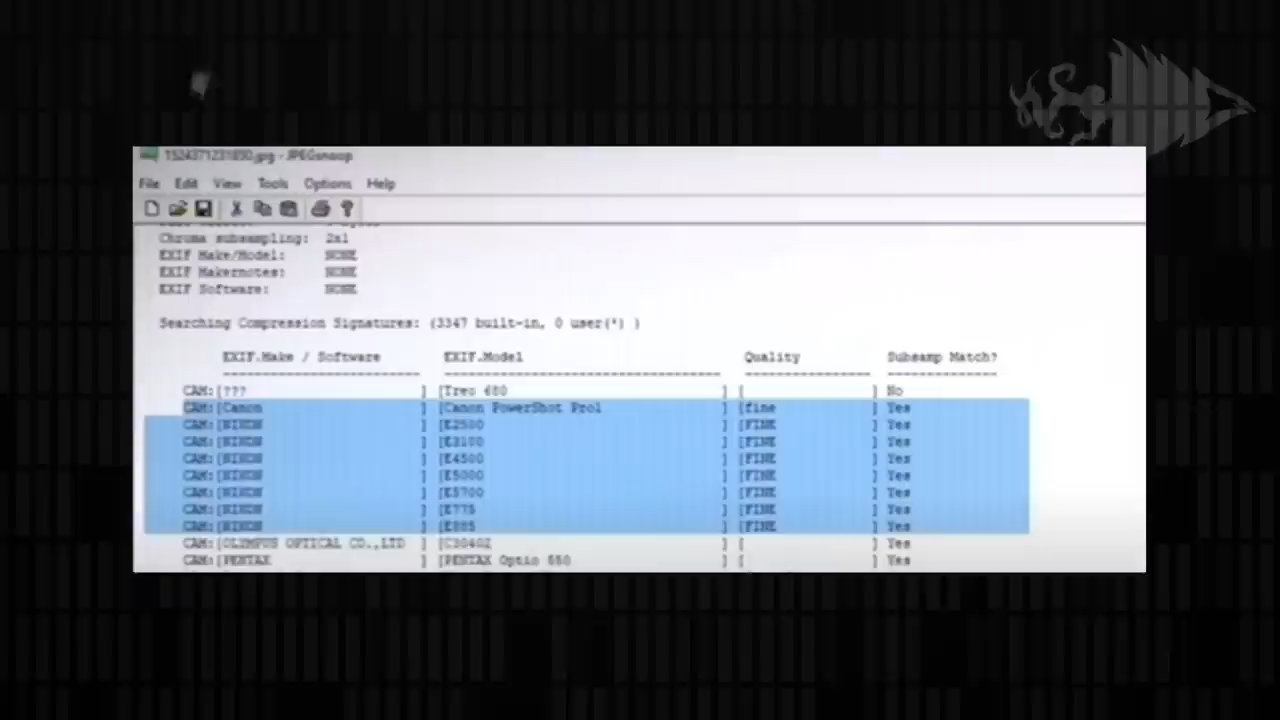 1524371231850.jpg - JPEGsnoop
File Edit View Tools Options Help
Chroma subsampling: 2x1
EXIF Make/Model: NONE
EXIF Makernotes: NONE
EXIF Software: NONE
Searching Compression Signatures: (3347 built-in, 0 user(*) )
EXIF.Make / Software EXIF.Model Quality Subsamp Match?
------------------------- ----------------------------------- ---------------- --------------
CAM:[??? ] [Treo 680 ] [ ] No
CAM:[Canon ] [Canon PowerShot Pro1 ] [fine ] Yes
CAM:[NIKON ] [E2500 ] [FINE ] Yes
CAM:[NIKON ] [E3100 ] [FINE ] Yes
CAM:[NIKON ] [E4500 ] [FINE ] Yes
CAM:[NIKON ] [E5000 ] [FINE ] Yes
CAM:[NIKON ] [E5700 ] [FINE ] Yes
CAM:[NIKON ] [E775 ] [FINE ] Yes
CAM:[NIKON ] [E885 ] [FINE ] Yes
CAM:[OLYMPUS OPTICAL CO.,LTD ] [C3040Z ] [ ] Yes
CAM:[PENTAX ] [PENTAX Optio 550 ] [ ] Yes